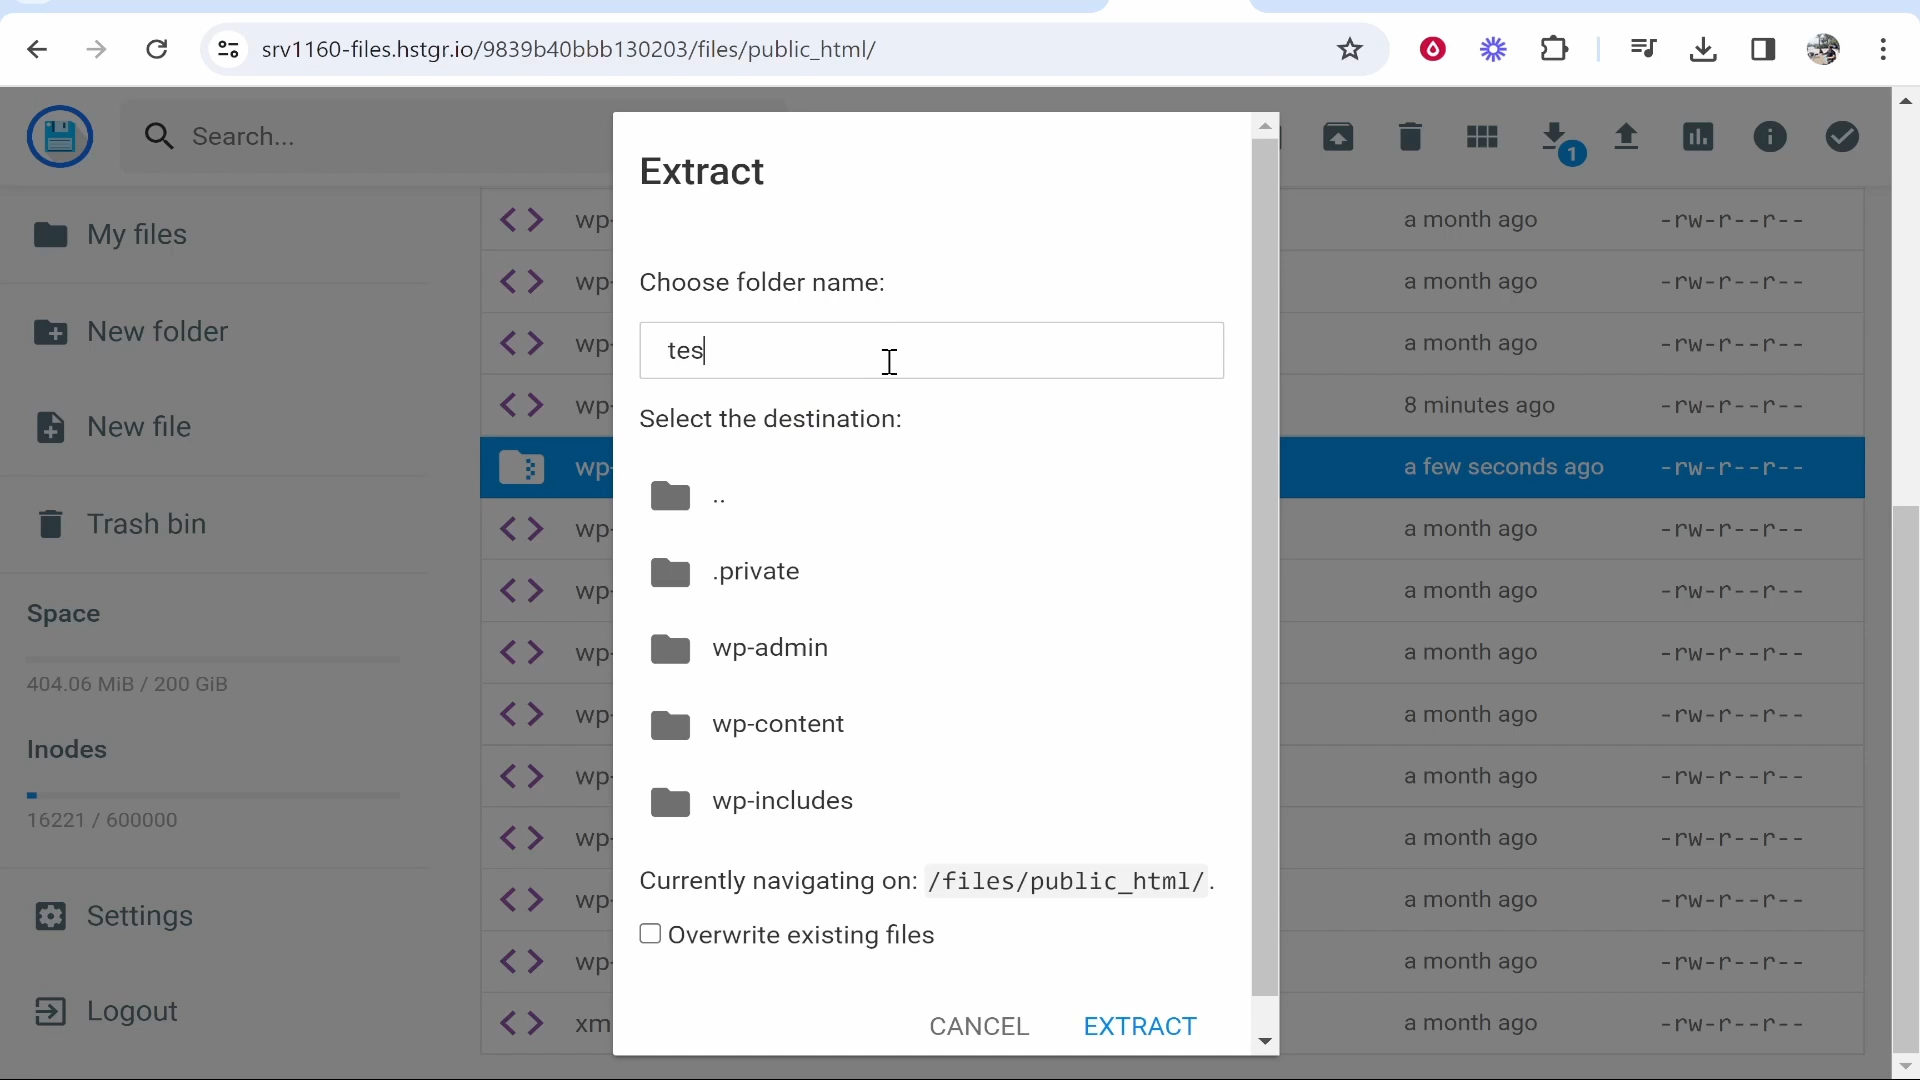 srv1160-files.hstgr.io/9839b40bbb130203/files/public_html/
Search...
1
My files
New folder
New file
Trash bin
Space
404.06 MiB / 200 GiB
Inodes
16221 / 600000
Settings
Logout
wp- a month ago -rw-r--r--
wp- a month ago -rw-r--r--
wp- a month ago -rw-r--r--
wp- 8 minutes ago -rw-r--r--
wp- a few seconds ago -rw-r--r--
wp- a month ago -rw-r--r--
wp- a month ago -rw-r--r--
wp- a month ago -rw-r--r--
wp- a month ago -rw-r--r--
wp- a month ago -rw-r--r--
wp- a month ago -rw-r--r--
wp- a month ago -rw-r--r--
wp- a month ago -rw-r--r--
xm a month ago -rw-r--r--
Extract
Choose folder name:
tes
Select the destination:
..
.private
wp-admin
wp-content
wp-includes
Currently navigating on: /files/public_html/.
Overwrite existing files
CANCEL EXTRACT